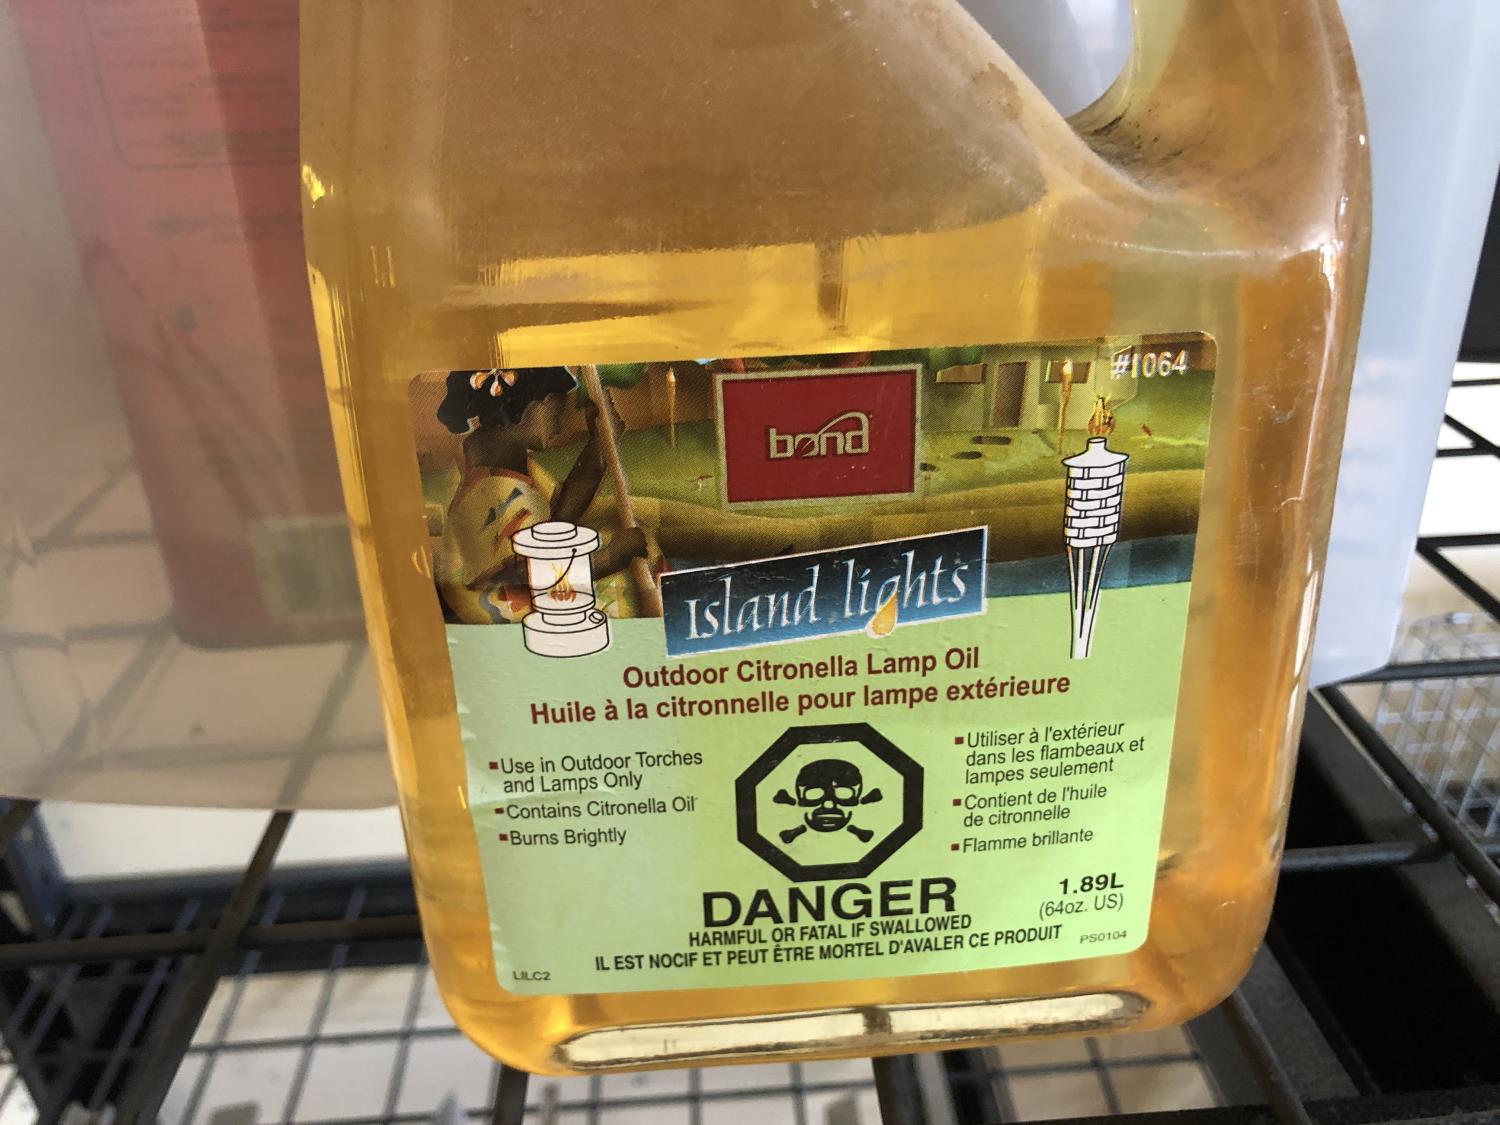 #1064
bond
Island lights
Outdoor Citronella Lamp Oil
Huile à la citronnelle pour lampe extérieure
Use in Outdoor Torches
and Lamps Only
Contains Citronella Oil
Burns Brightly
Utiliser à l'extérieur
dans les flambeaux et
lampes seulement
Contient de l'huile
de citronnelle
Flamme brillante
DANGER
HARMFUL OR FATAL IF SWALLOWED
IL EST NOCIF ET PEUT ÊTRE MORTEL D'AVALER CE PRODUIT
1.89L
(64oz. US)
PS0104
LILC2